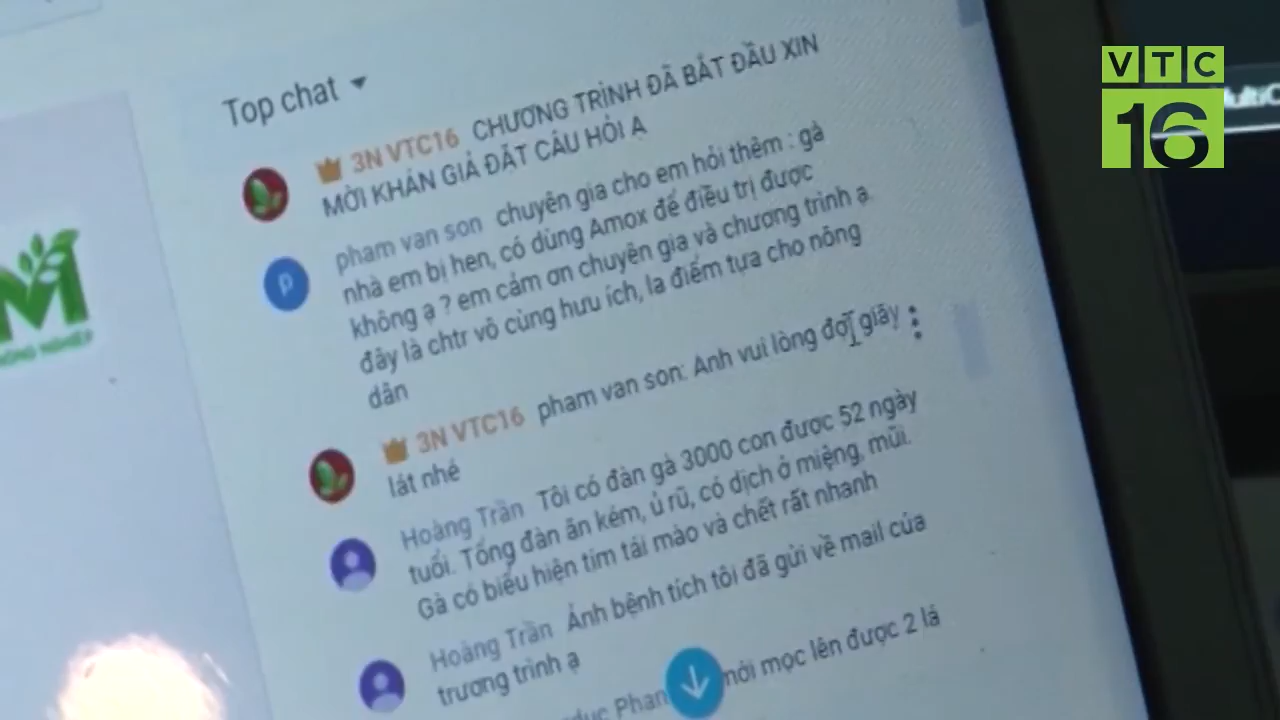 VTC
16
Top chat
3N VTC16 CHƯƠNG TRÌNH ĐÃ BẮT ĐẦU XIN
MỜI KHÁN GIẢ ĐẶT CÂU HỎI Ạ
pham van son chuyên gia cho em hỏi thêm : gà
nhà em bị hen, có dùng Amox để điều trị được
không ạ ? em cảm ơn chuyên gia và chương trình ạ.
đây là chtr vô cùng hưu ích, la điểm tựa cho nông
dân
3N VTC16 pham van son: Anh vui lòng đợi giây
lát nhé
Hoàng Trần Tôi có đàn gà 3000 con được 52 ngày
tuổi. Tổng đàn ăn kém, ủ rũ, có dịch ở miệng, mũi.
Gà có biểu hiện tím tái mào và chết rất nhanh
Hoàng Trần Ảnh bệnh tích tôi đã gửi về mail của
trương trình ạ
Phan mới mọc lên được 2 lá